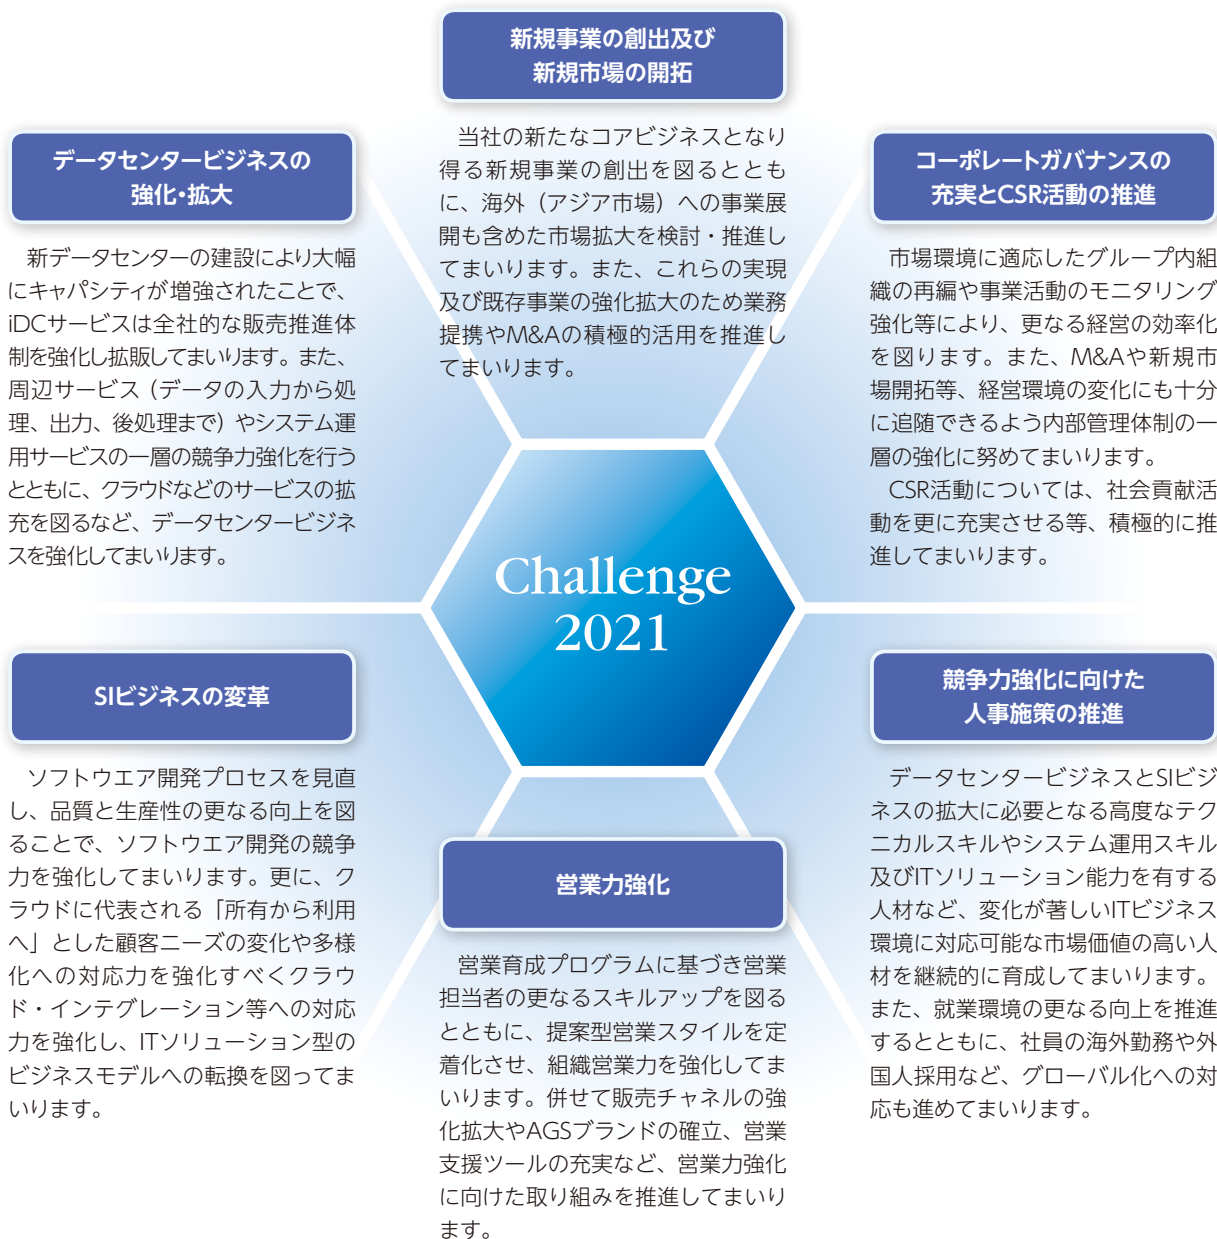 新規事業の創出及び
新規市場の開拓
当社の新たなコアビジネスとなり
得る新規事業の創出を図るととも
に、海外（アジア市場）への事業展
開も含めた市場拡大を検討・推進し
てまいります。また、これらの実現
及び既存事業の強化拡大のため業務
提携やM&Aの積極的活用を推進し
てまいります。
データセンタービジネスの
強化・拡大
新データセンターの建設により大幅
にキャパシティが増強されたことで、
iDCサービスは全社的な販売推進体
制を強化し拡販してまいります。また、
周辺サービス（データの入力から処
理、出力、後処理まで）やシステム運
用サービスの一層の競争力強化を行う
とともに、クラウドなどのサービスの拡
充を図るなど、データセンタービジネ
スを強化してまいります。
コーポレートガバナンスの
充実とCSR活動の推進
市場環境に適応したグループ内組
織の再編や事業活動のモニタリング
強化等により、更なる経営の効率化
を図ります。また、M&Aや新規市
場開拓等、経営環境の変化にも十分
に追随できるよう内部管理体制の一
層の強化に努めてまいります。
CSR活動については、社会貢献活
動を更に充実させる等、積極的に推
進してまいります。
Challenge
2021
SIビジネスの変革
ソフトウエア開発プロセスを見直
し、品質と生産性の更なる向上を図
ることで、ソフトウエア開発の競争
力を強化してまいります。更に、ク
ラウドに代表される「所有から利用
へ」とした顧客ニーズの変化や多様
化への対応力を強化すべくクラウ
ド・インテグレーション等への対応
力を強化し、ITソリューション型の
ビジネスモデルへの転換を図ってま
いります。
営業力強化
営業育成プログラムに基づき営業
担当者の更なるスキルアップを図る
とともに、提案型営業スタイルを定
着化させ、組織営業力を強化してま
いります。併せて販売チャネルの強
化拡大やAGSブランドの確立、営業
支援ツールの充実など、営業力強化
に向けた取り組みを推進してまいり
ます。
競争力強化に向けた
人事施策の推進
データセンタービジネスとSIビジ
ネスの拡大に必要となる高度なテク
ニカルスキルやシステム運用スキル
及びITソリューション能力を有する
人材など、変化が著しいITビジネス
環境に対応可能な市場価値の高い人
材を継続的に育成してまいります。
また、就業環境の更なる向上を推進
するとともに、社員の海外勤務や外
国人採用など、グローバル化への対
応も進めてまいります。